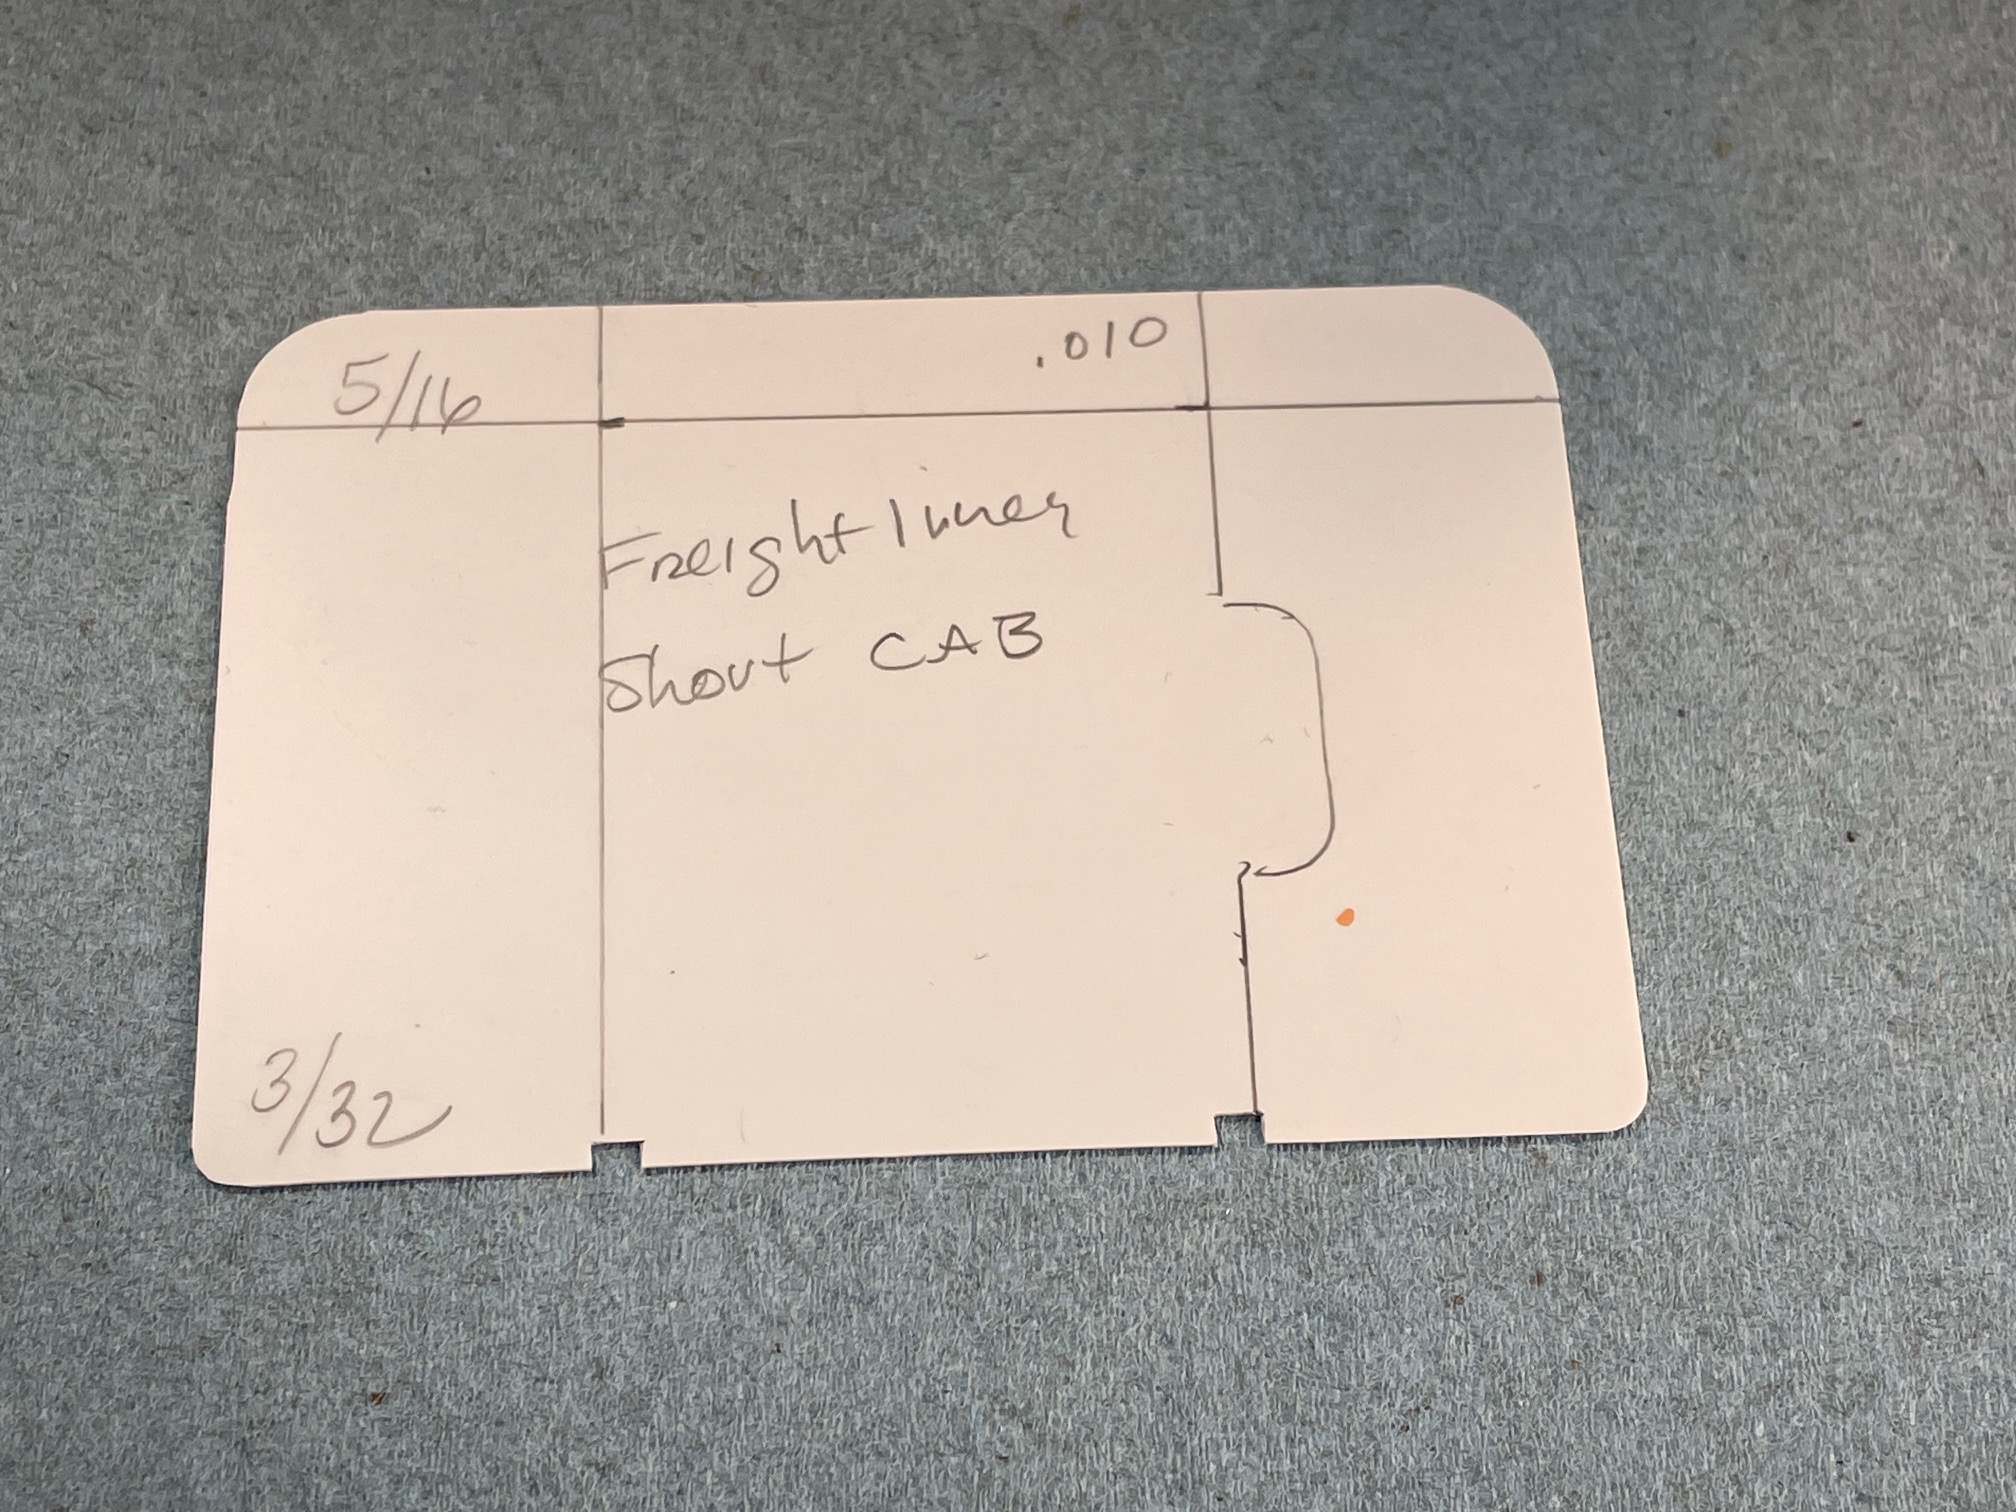 5/16
.010
Freightliner
Short CAB
3/32